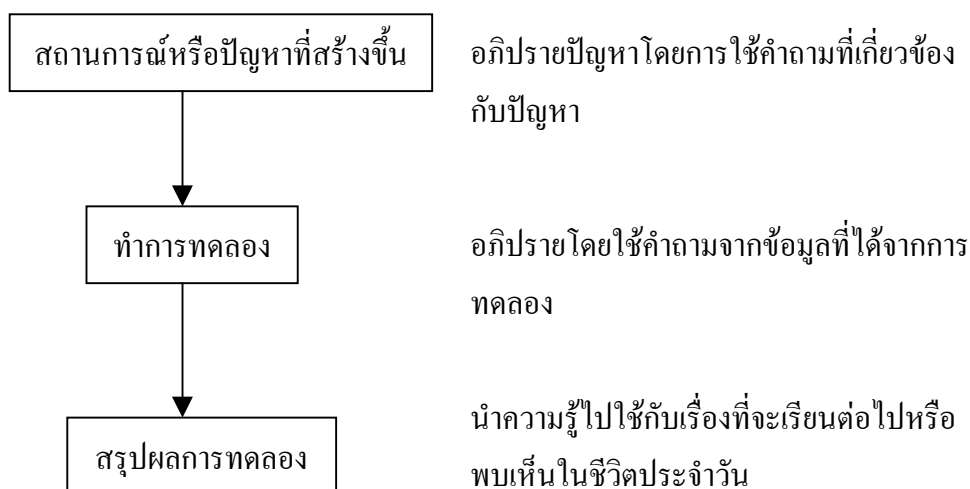 สถานการณ์หรือปัญหาที่สร้างขึ้น
อภิปรายปัญหาโดยการใช้คำถามที่เกี่ยวข้อง
กับปัญหา
ทำการทดลอง
อภิปรายโดยใช้คำถามจากข้อมูลที่ได้จากการ
ทดลอง
สรุปผลการทดลอง
นำความรู้ไปใช้กับเรื่องที่จะเรียนต่อไปหรือ
พบเห็นในชีวิตประจำวัน